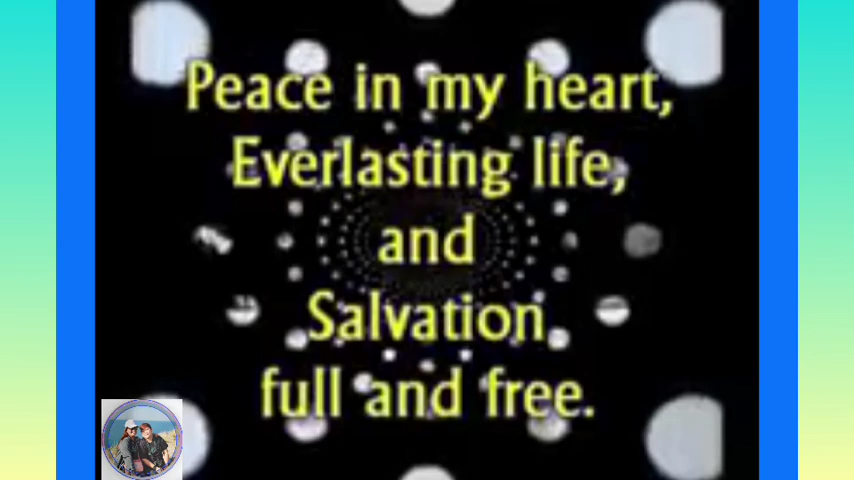 Peace in my heart,
Everlasting life,
and
Salvation
full and free.